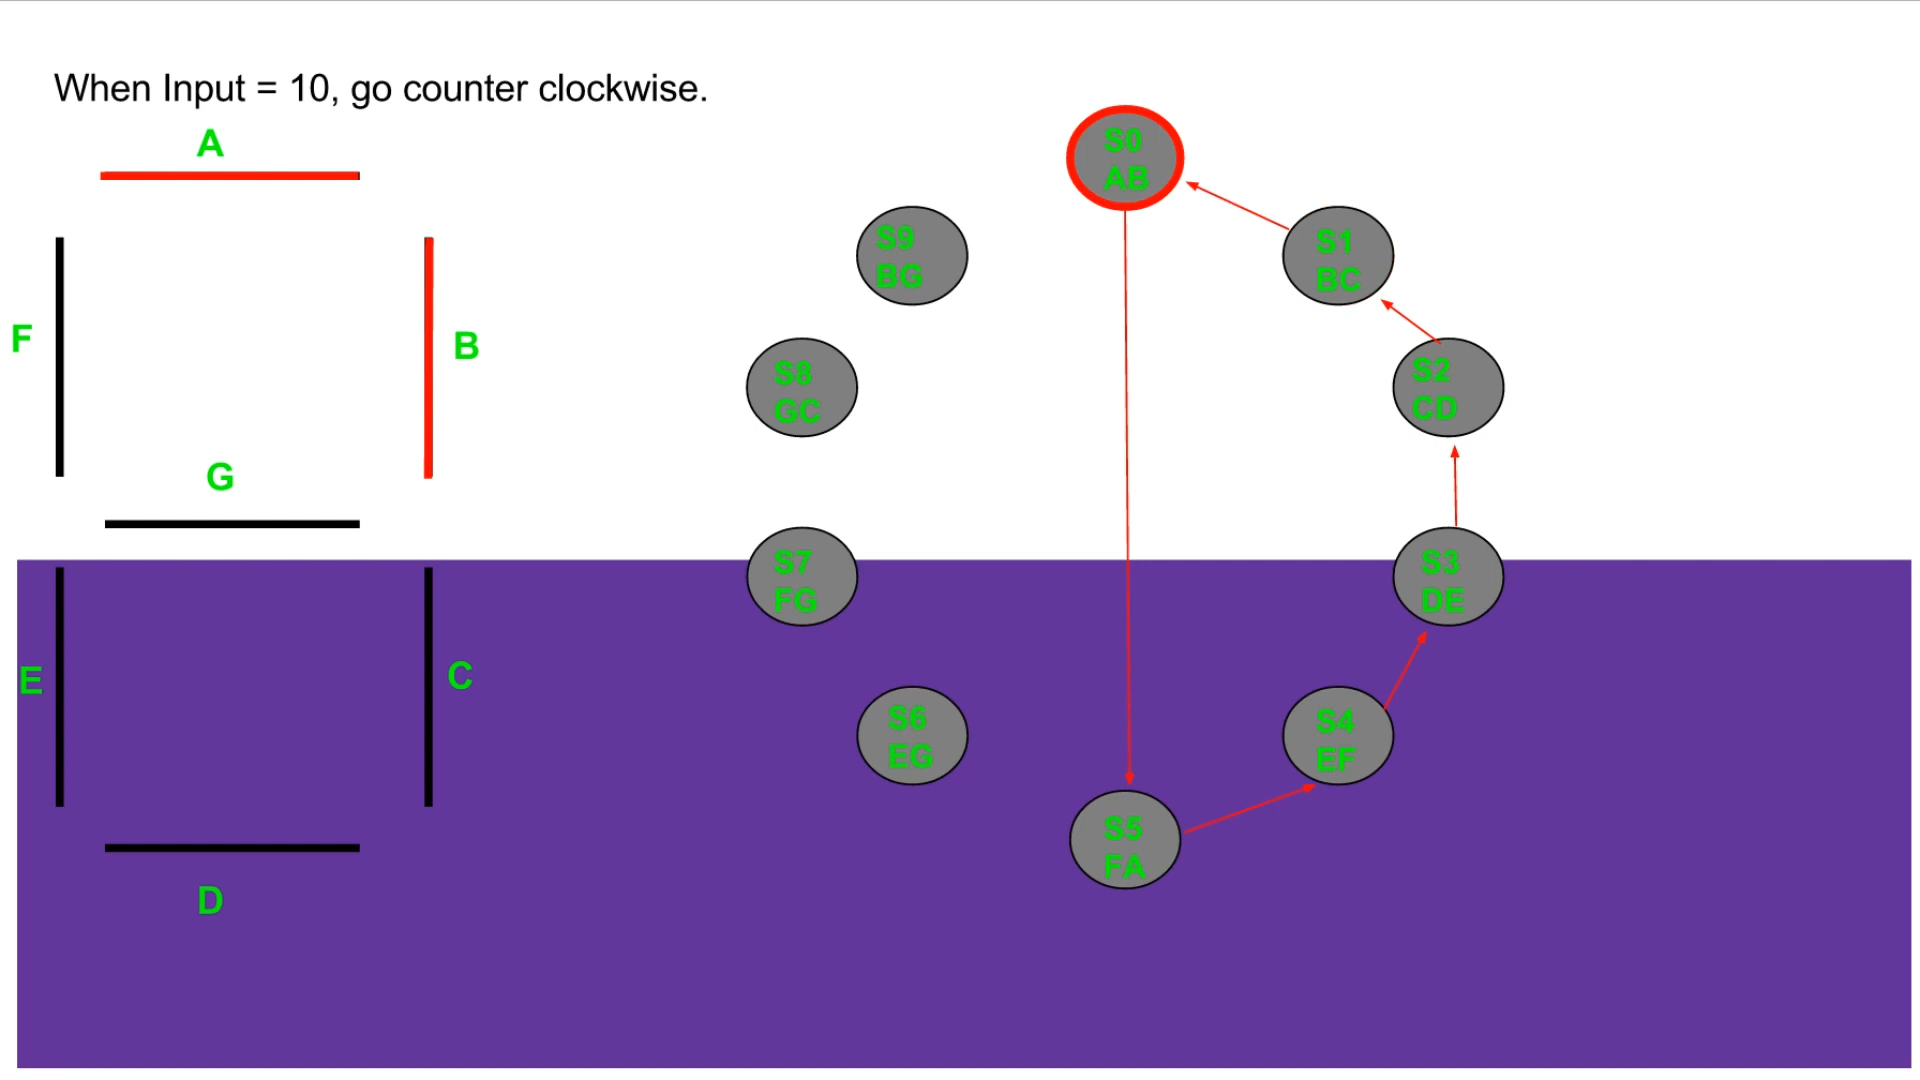 When Input = 10, go counter clockwise.
A
F
B
G
E
C
D
S0
AB
S9
BG
S1
BC
S8
GC
S2
CD
S7
FG
S3
DE
S6
EG
S4
EF
S5
FA